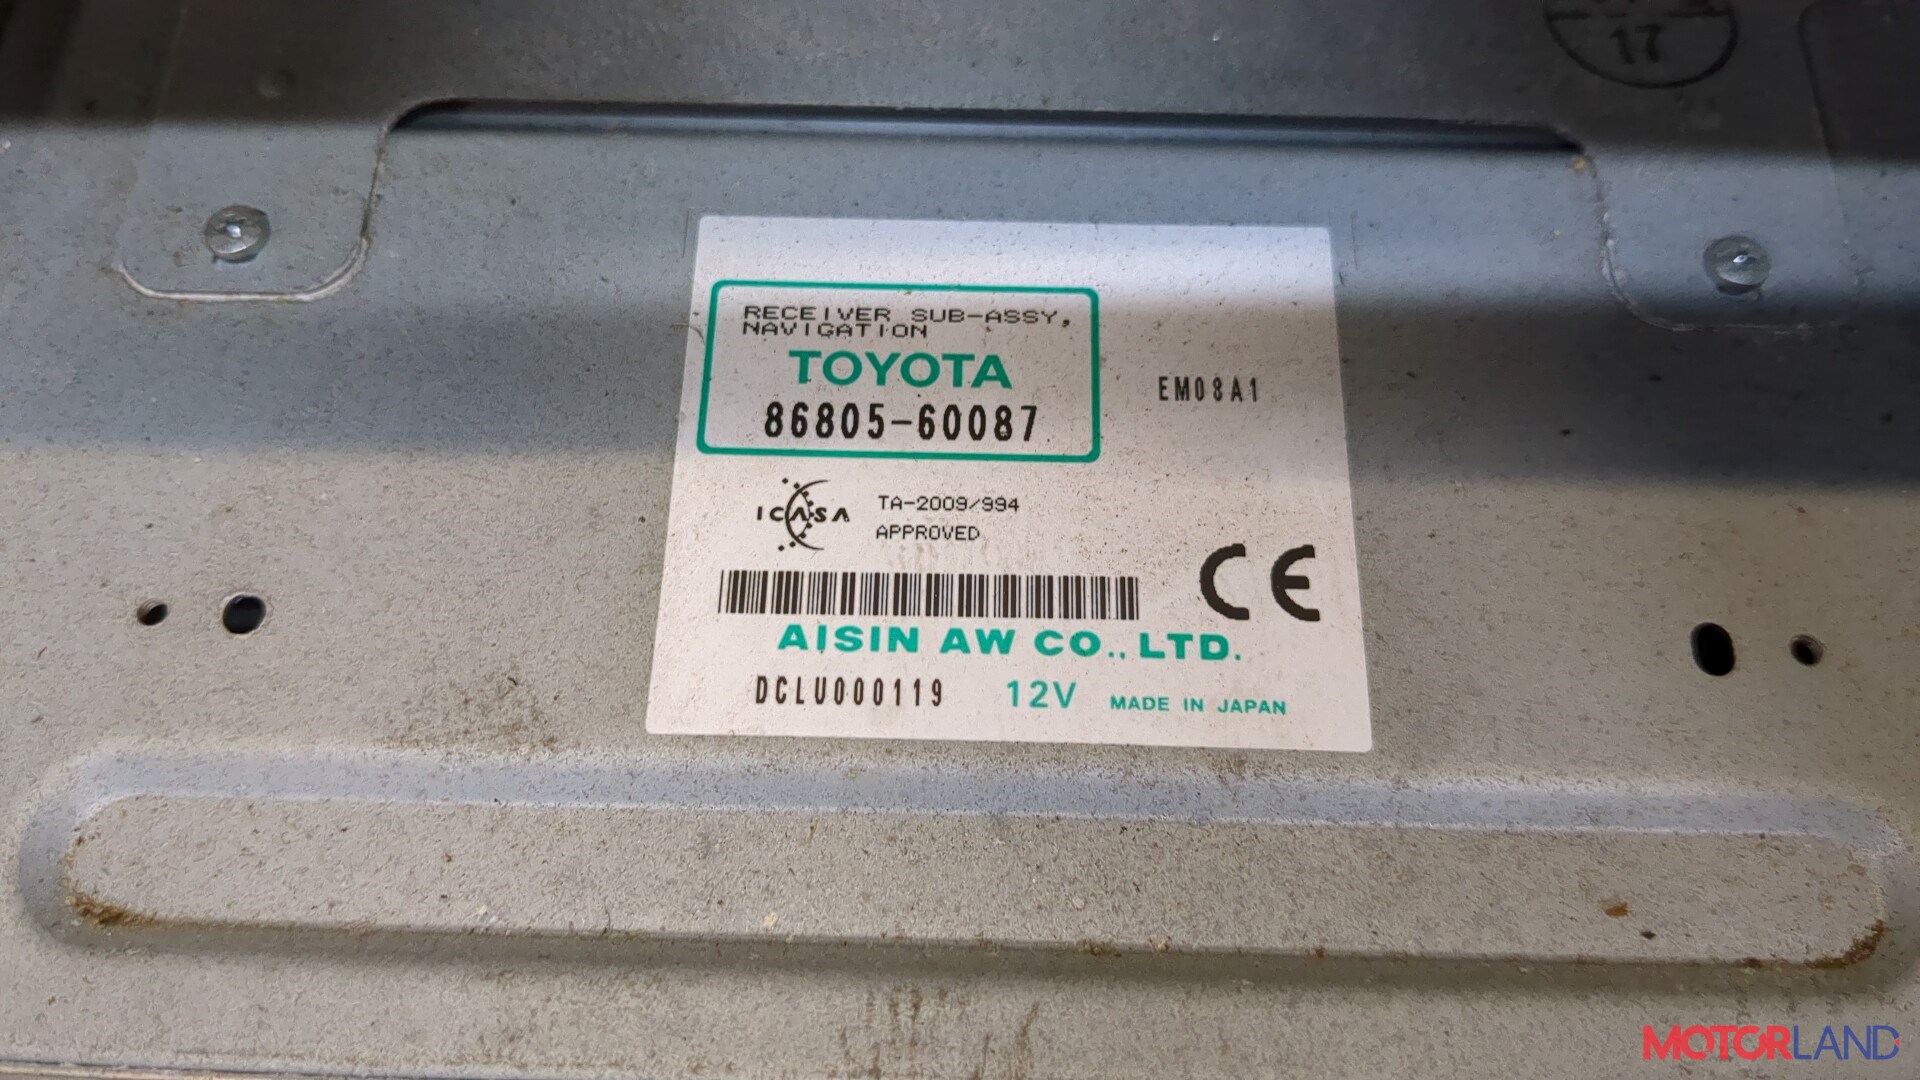 17
RECEIVER SUB-ASSY,
NAVIGATION
TOYOTA
86805-60087
EM08A1
ICASA
TA-2009/994
APPROVED
CE
AISIN AW CO., LTD.
DCLU000119
12V
MADE IN JAPAN
MOTORLAND